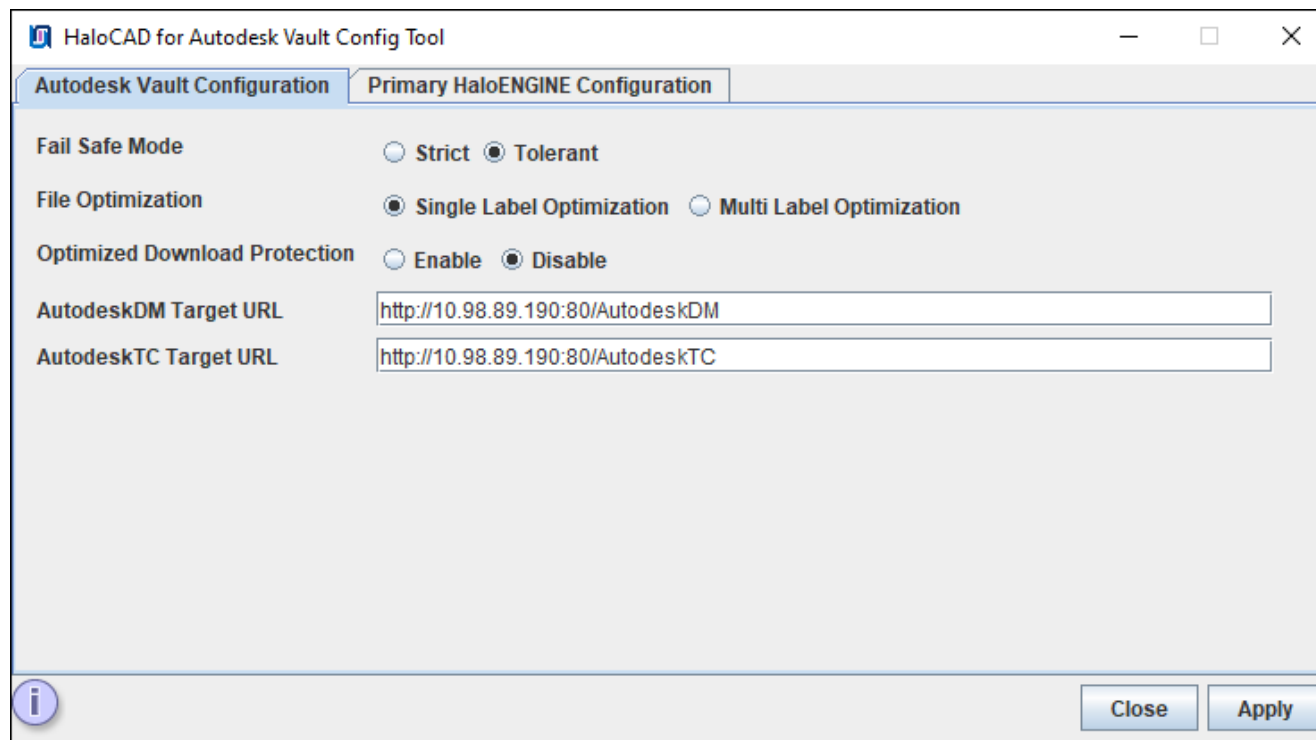 HaloCAD for Autodesk Vault Config Tool
Autodesk Vault Configuration Primary HaloENGINE Configuration
Fail Safe Mode Strict Tolerant
File Optimization Single Label Optimization Multi Label Optimization
Optimized Download Protection Enable Disable
AutodeskDM Target URL http://10.98.89.190:80/AutodeskDM
AutodeskTC Target URL http://10.98.89.190:80/AutodeskTC
i Close Apply